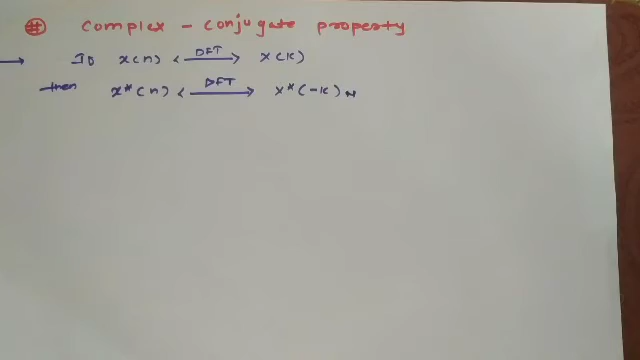 # Complex - conjugate property
→ If x(n) <—DFT—> X(k)
then x*(n) <—DFT—> X*(-k)N